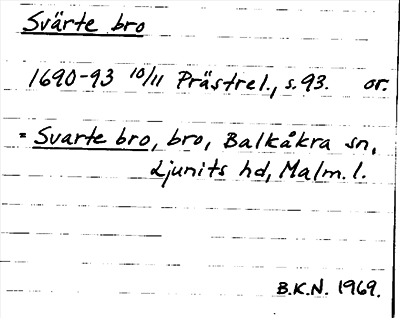 Svärte bro
1690-93 10/11 Prästrel., s. 93. or.
= Svarte bro, bro, Balkåkra sn,
Ljunits hd, Malm. l.
B.K.N. 1969.